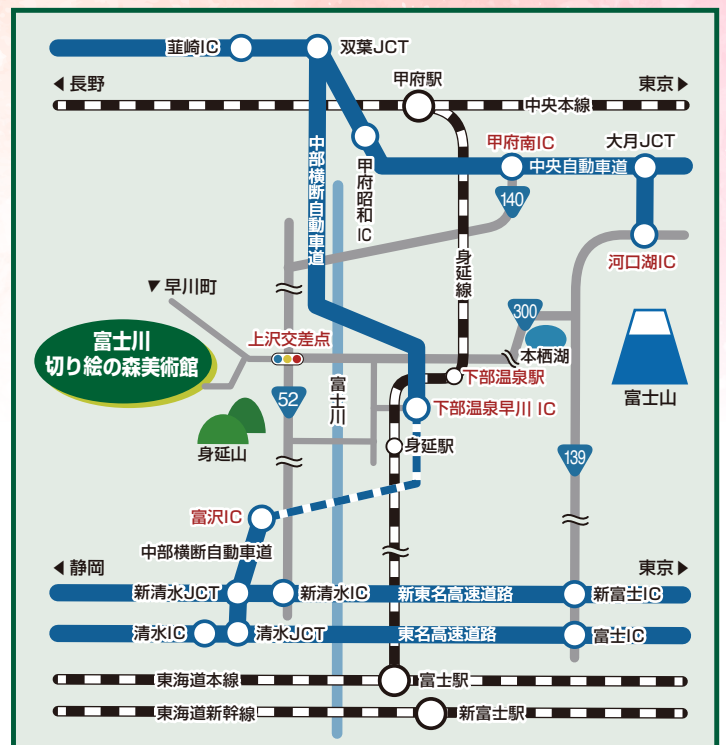 韮崎IC
双葉JCT
長野
甲府駅
東京
中央本線
中部横断自動車道
甲府昭和IC
甲府南IC
大月JCT
中央自動車道
140
河口湖IC
身延線
早川町
300
本栖湖
富士川
切り絵の森美術館
上沢交差点
富士川
下部温泉駅
富士山
52
下部温泉早川 IC
身延山
身延駅
139
富沢IC
中部横断自動車道
静岡
東京
新清水JCT
新清水IC
新東名高速道路
新富士IC
清水IC
清水JCT
東名高速道路
富士IC
東海道本線
富士駅
東海道新幹線
新富士駅